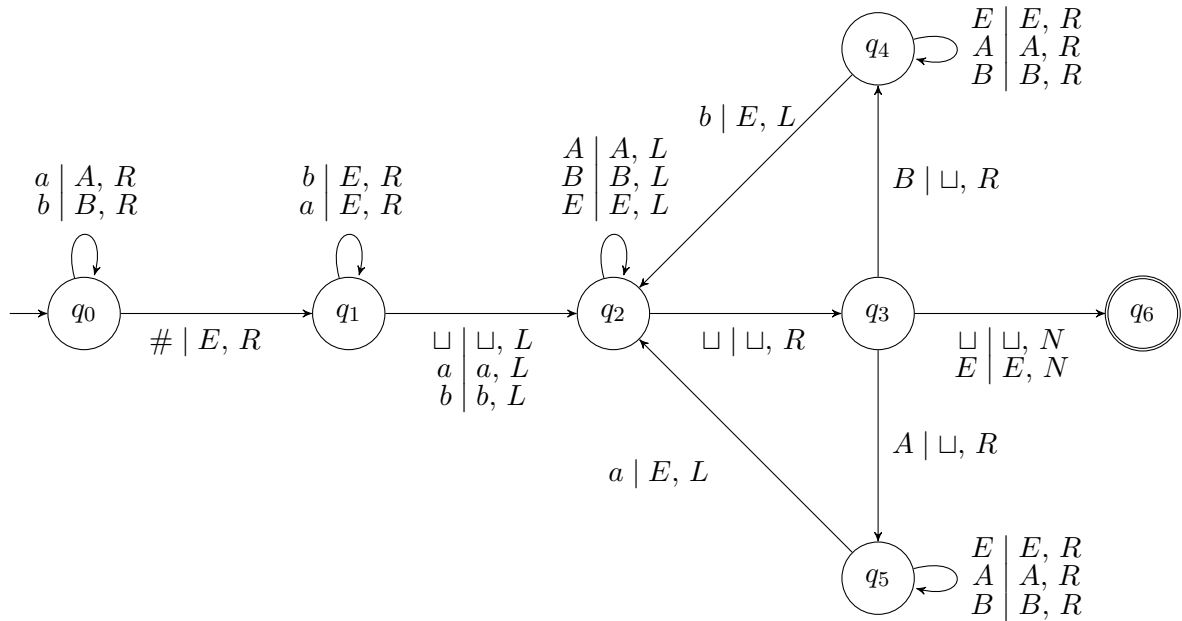 E | E, R
A | A, R
B | B, R
q4
b | E, L
A | A, L
B | B, L
E | E, L
a | A, R
b | B, R
b | E, R
a | E, R
B | ⊔, R
q0
q1
q2
q3
q6
# | E, R
⊔ | ⊔, L
a | a, L
b | b, L
⊔ | ⊔, R
⊔ | ⊔, N
E | E, N
A | ⊔, R
a | E, L
q5
E | E, R
A | A, R
B | B, R